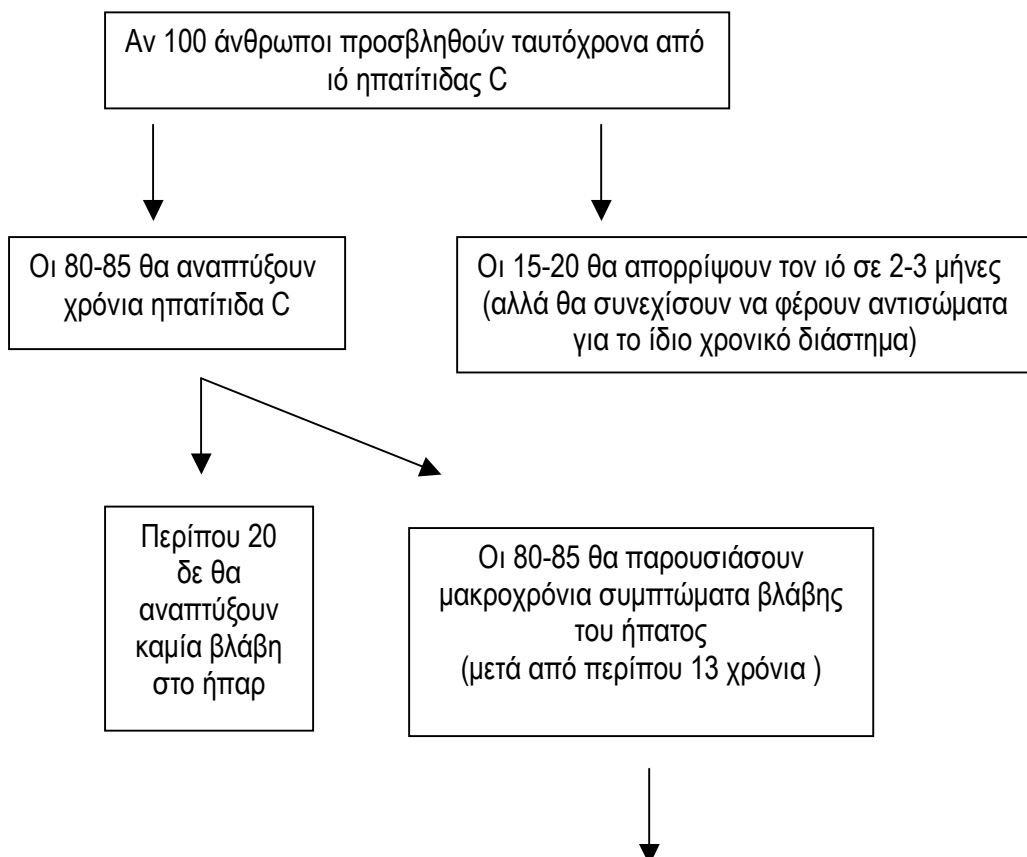 Αν 100 άνθρωποι προσβληθούν ταυτόχρονα από
ιό ηπατίτιδας C
Οι 80-85 θα αναπτύξουν
χρόνια ηπατίτιδα C
Οι 15-20 θα απορρίψουν τον ιό σε 2-3 μήνες
(αλλά θα συνεχίσουν να φέρουν αντισώματα
για το ίδιο χρονικό διάστημα)
Περίπου 20
δε θα
αναπτύξουν
καμία βλάβη
στο ήπαρ
Οι 80-85 θα παρουσιάσουν
μακροχρόνια συμπτώματα βλάβης
του ήπατος
(μετά από περίπου 13 χρόνια )